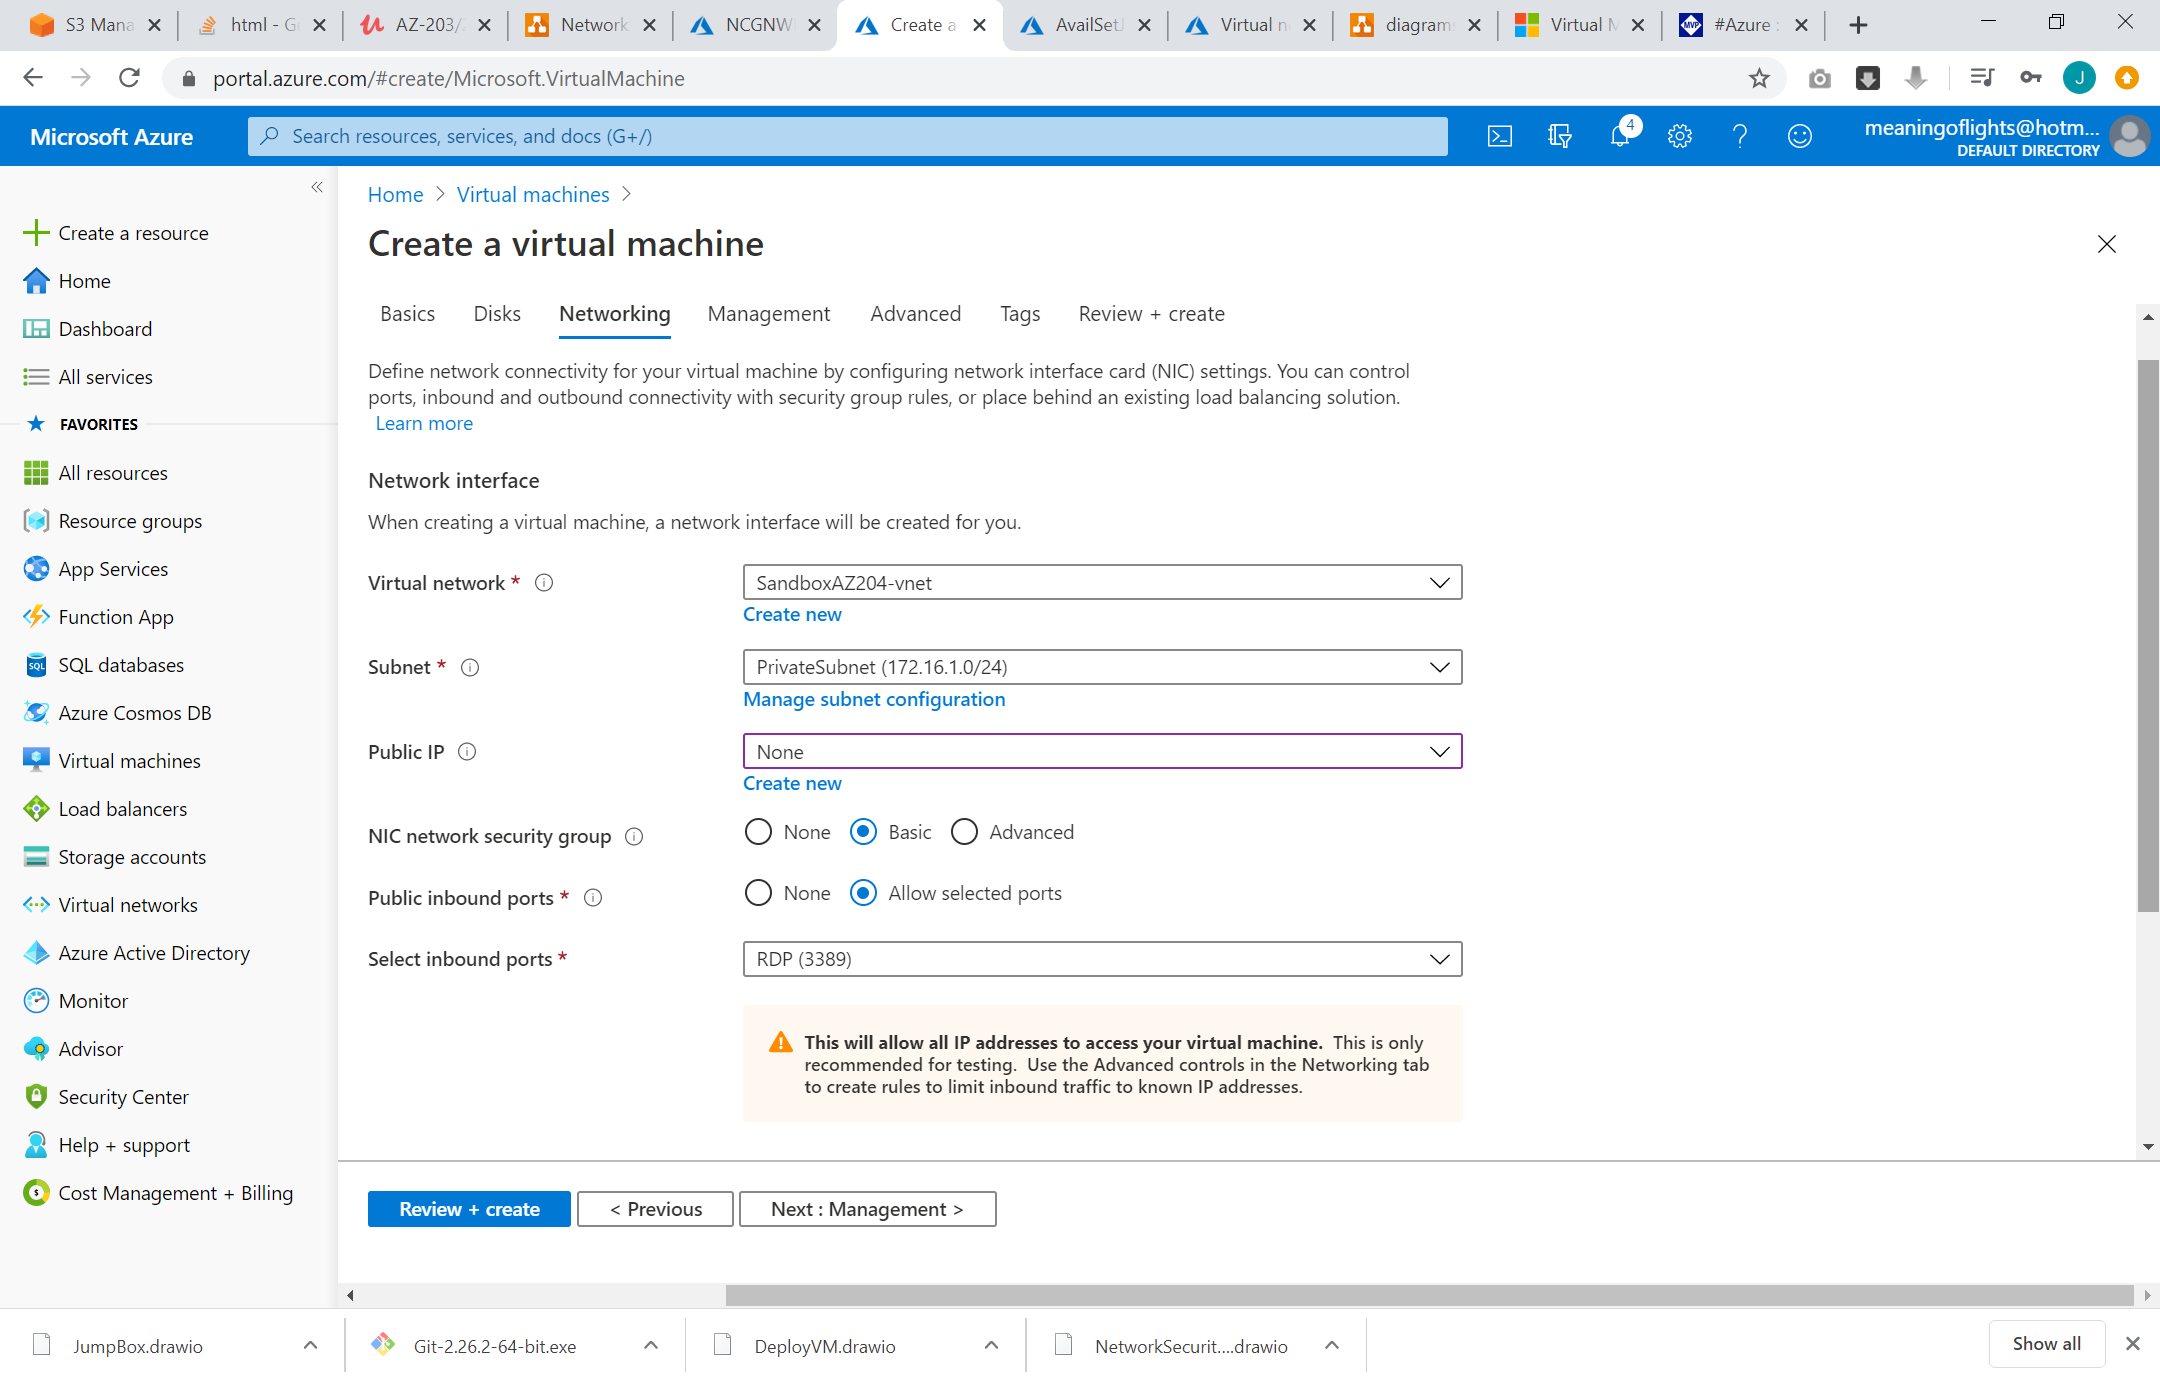 S3 Mana
html - Ge
AZ-203/
Network
NCGNW
Create a
AvailSet
Virtual n
diagram
Virtual M
#Azure :
portal.azure.com/#create/Microsoft.VirtualMachine
J
Microsoft Azure
Search resources, services, and docs (G+/)
4
meaningoflights@hotm...
DEFAULT DIRECTORY
Create a resource
Home
Dashboard
All services
FAVORITES
All resources
Resource groups
App Services
Function App
SQL databases
Azure Cosmos DB
Virtual machines
Load balancers
Storage accounts
Virtual networks
Azure Active Directory
Monitor
Advisor
Security Center
Help + support
Cost Management + Billing
Home > Virtual machines >
Create a virtual machine
Basics Disks Networking Management Advanced Tags Review + create
Define network connectivity for your virtual machine by configuring network interface card (NIC) settings. You can control
ports, inbound and outbound connectivity with security group rules, or place behind an existing load balancing solution.
Learn more
Network interface
When creating a virtual machine, a network interface will be created for you.
Virtual network *
SandboxAZ204-vnet
Create new
Subnet *
PrivateSubnet (172.16.1.0/24)
Manage subnet configuration
Public IP
None
Create new
NIC network security group
None Basic Advanced
Public inbound ports *
None Allow selected ports
Select inbound ports *
RDP (3389)
This will allow all IP addresses to access your virtual machine. This is only
recommended for testing. Use the Advanced controls in the Networking tab
to create rules to limit inbound traffic to known IP addresses.
Review + create
< Previous
Next : Management >
JumpBox.drawio
Git-2.26.2-64-bit.exe
DeployVM.drawio
NetworkSecurit....drawio
Show all